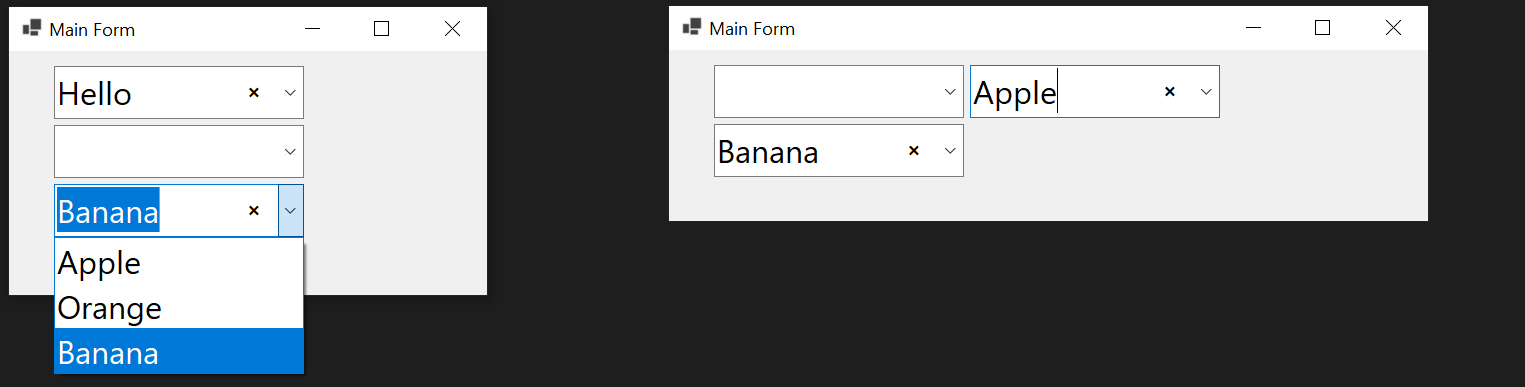 Main Form
Hello
Banana
Apple
Orange
Banana
Main Form
Apple
Banana